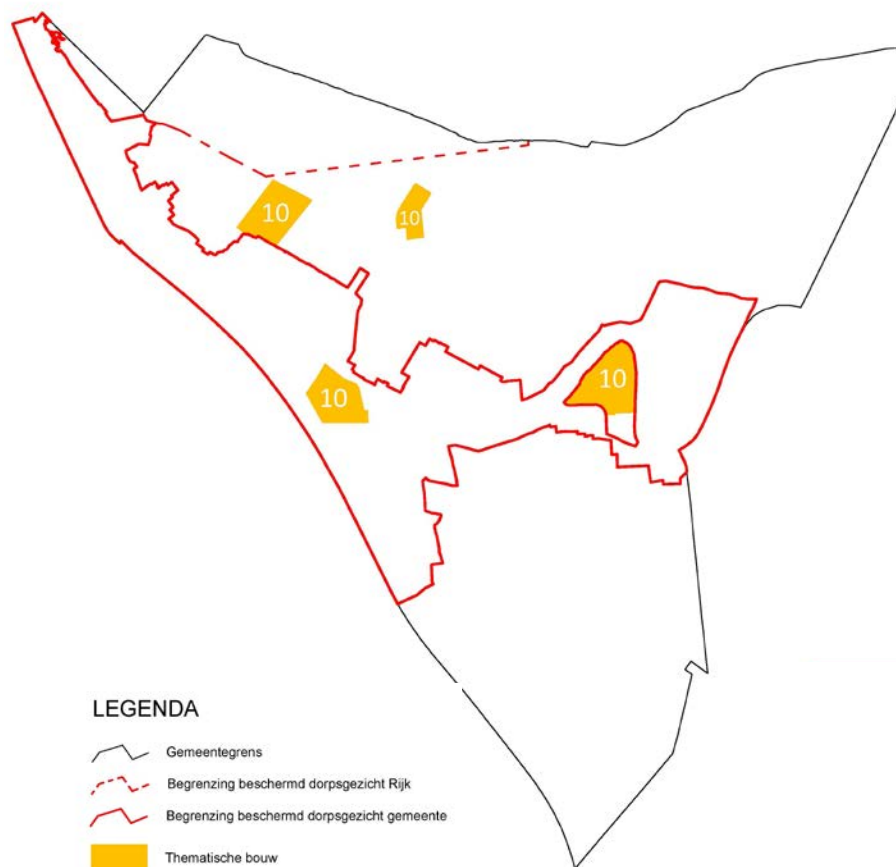 10
10
10
10
LEGENDA
Gemeentegrens
Begrenzing beschermd dorpsgezicht Rijk
Begrenzing beschermd dorpsgezicht gemeente
Thematische bouw